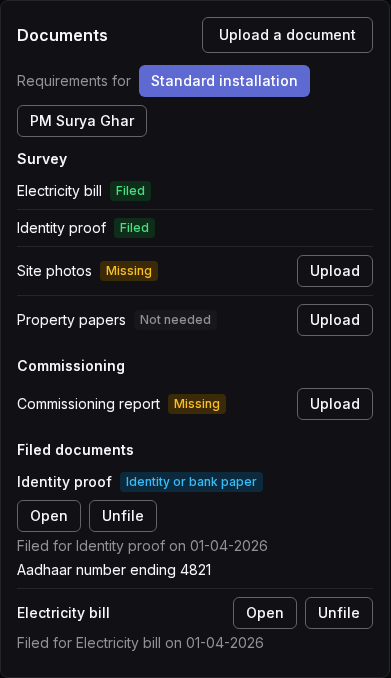 Documents
Upload a document
Requirements for
Standard installation
PM Surya Ghar
Survey
Electricity bill Filed
Identity proof Filed
Site photos Missing Upload
Property papers Not needed Upload
Commissioning
Commissioning report Missing Upload
Filed documents
Identity proof Identity or bank paper
Open Unfile
Filed for Identity proof on 01-04-2026
Aadhaar number ending 4821
Electricity bill Open Unfile
Filed for Electricity bill on 01-04-2026